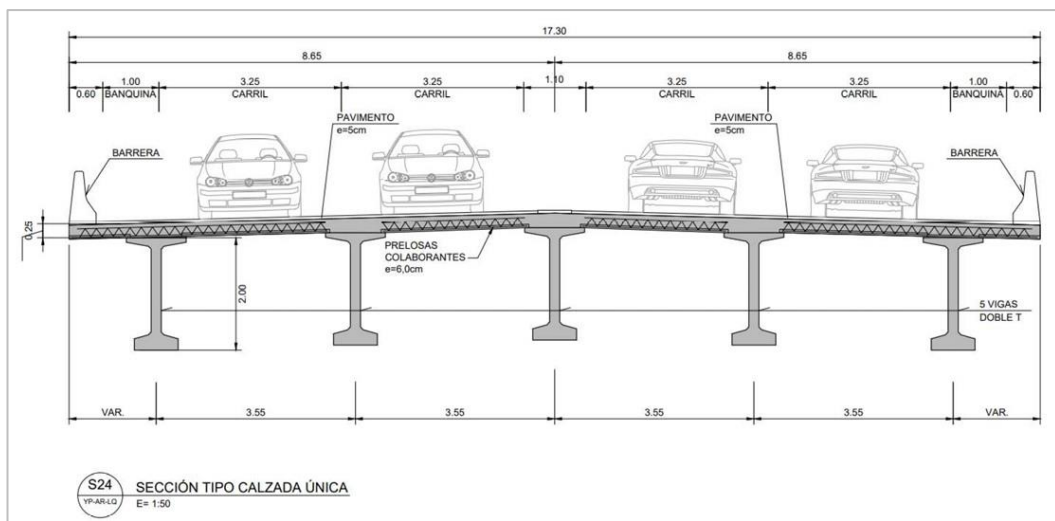 17.30
8.65 8.65
1.00 3.25 3.25 1.10 3.25 3.25 1.00
0.60 BANQUINA CARRIL CARRIL CARRIL CARRIL BANQUINA 0.60
PAVIMENTO
e=5cm
PAVIMENTO
e=5cm
BARRERA
BARRERA
0.25
PRELOSAS
COLABORANTES
e=6,0cm
2.00
5 VIGAS
DOBLE T
VAR. 3.55 3.55 3.55 3.55 VAR.
S24
YP-AR-LQ
SECCIÓN TIPO CALZADA ÚNICA
E= 1:50